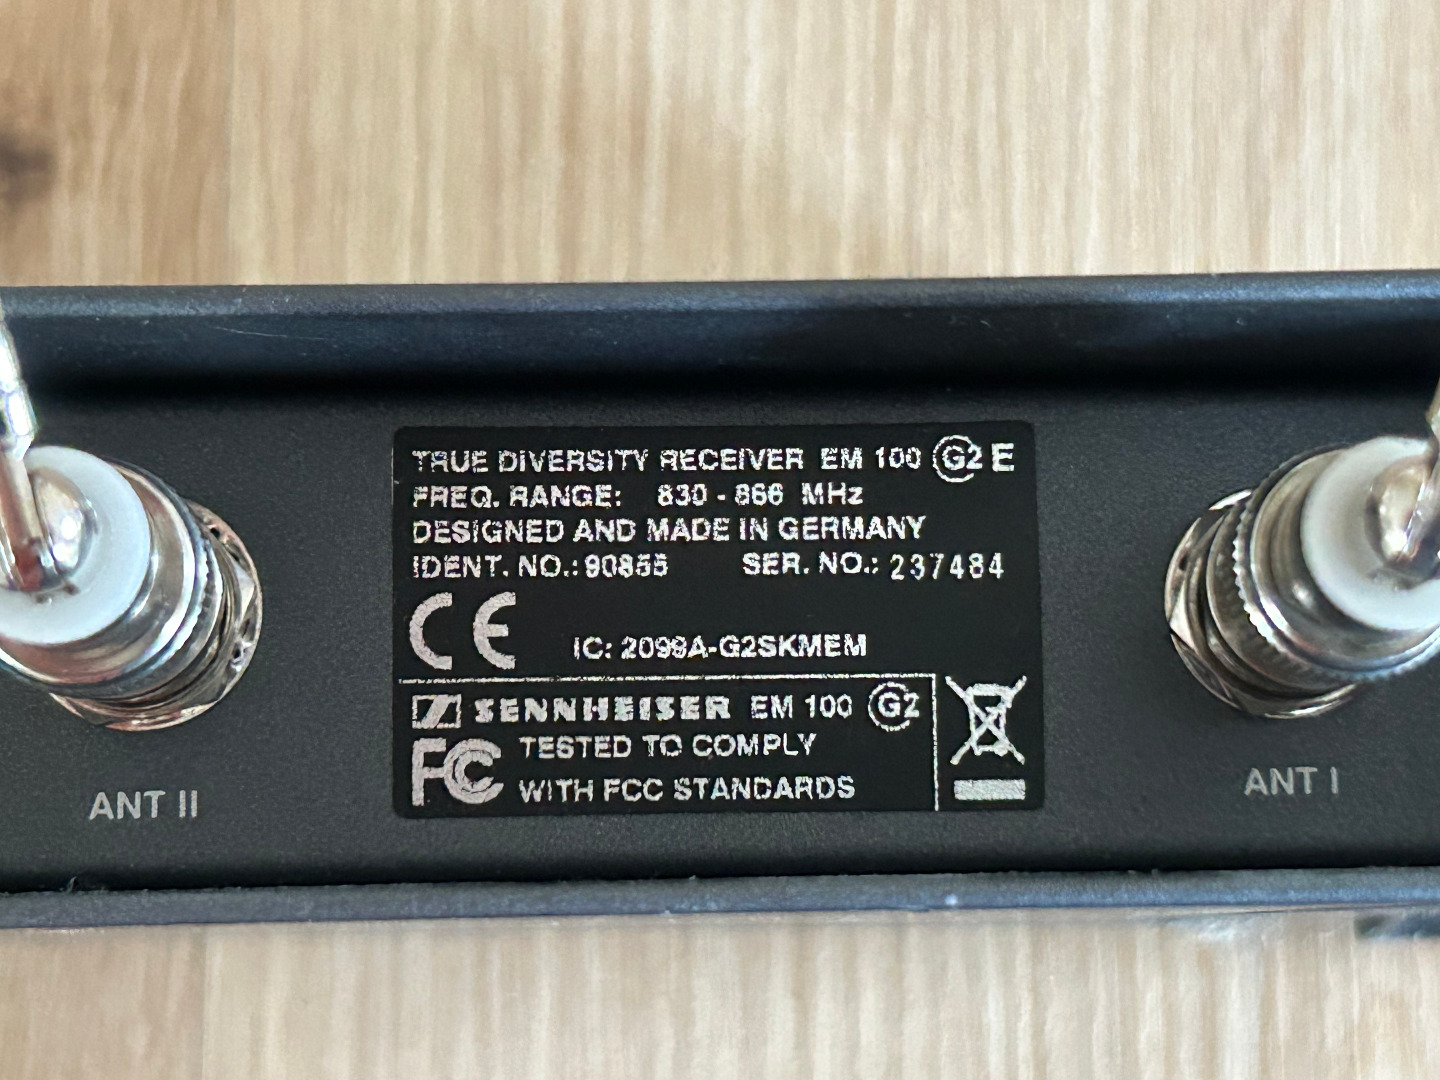 TRUE DIVERSITY RECEIVER EM 100 G2 E
FREQ. RANGE: 830 - 866 MHz
DESIGNED AND MADE IN GERMANY
IDENT. NO.: 90855 SER. NO.: 237484
CE
IC: 2099A-G2SKMEM
SENNHEISER EM 100 G2
FC TESTED TO COMPLY
WITH FCC STANDARDS
ANT II
ANT I